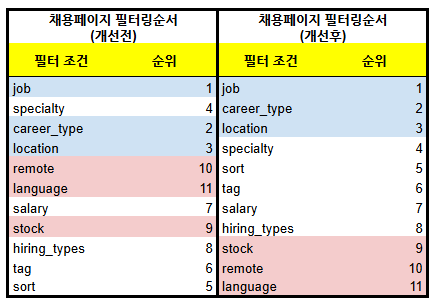 채용페이지 필터링순서 채용페이지 필터링순서
(개선전) (개선후)
필터 조건 순위 필터 조건 순위
job 1 job 1
specialty 4 career_type 2
career_type 2 location 3
location 3 specialty 4
remote 10 sort 5
language 11 tag 6
salary 7 salary 7
stock 9 hiring_types 8
hiring_types 8 stock 9
tag 6 remote 10
sort 5 language 11